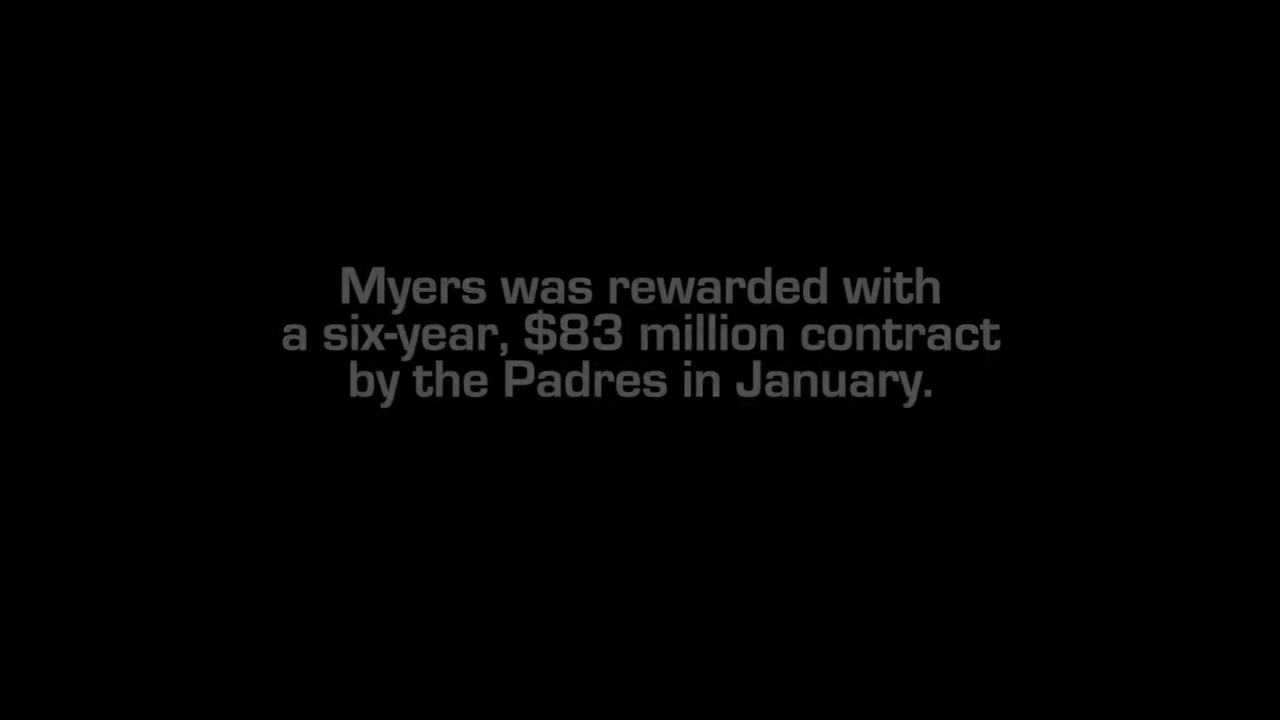 Myers was rewarded with
a six-year, $83 million contract
by the Padres in January.